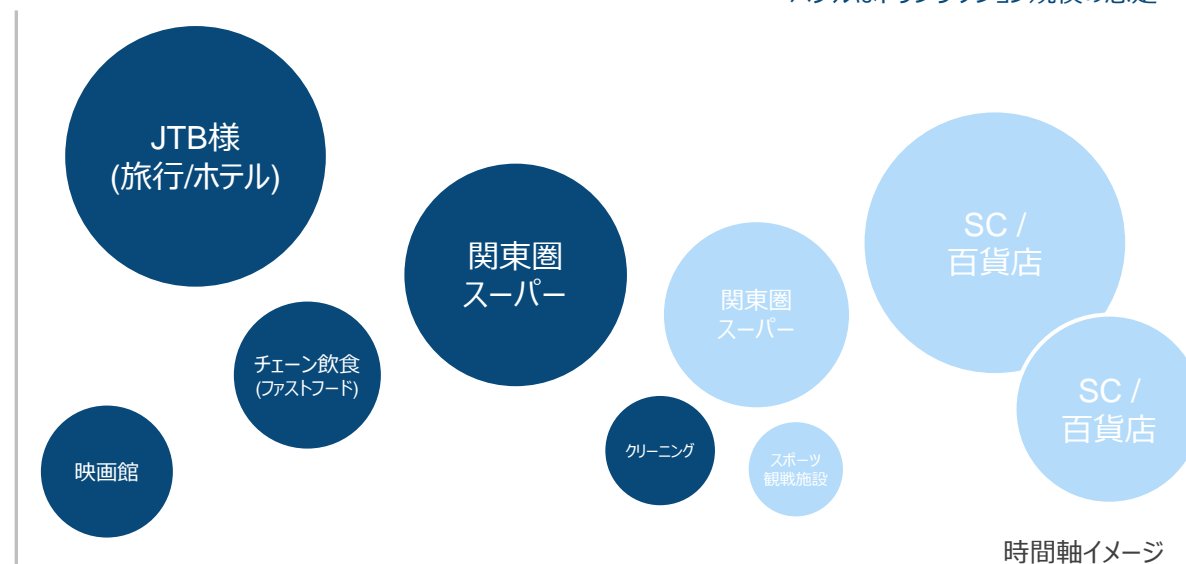 JTB様
(旅行/ホテル)
関東圏
スーパー
SC /
百貨店
関東圏
スーパー
チェーン飲食
(ファストフード)
SC /
百貨店
映画館
クリーニング
スポーツ
観戦施設
時間軸イメージ